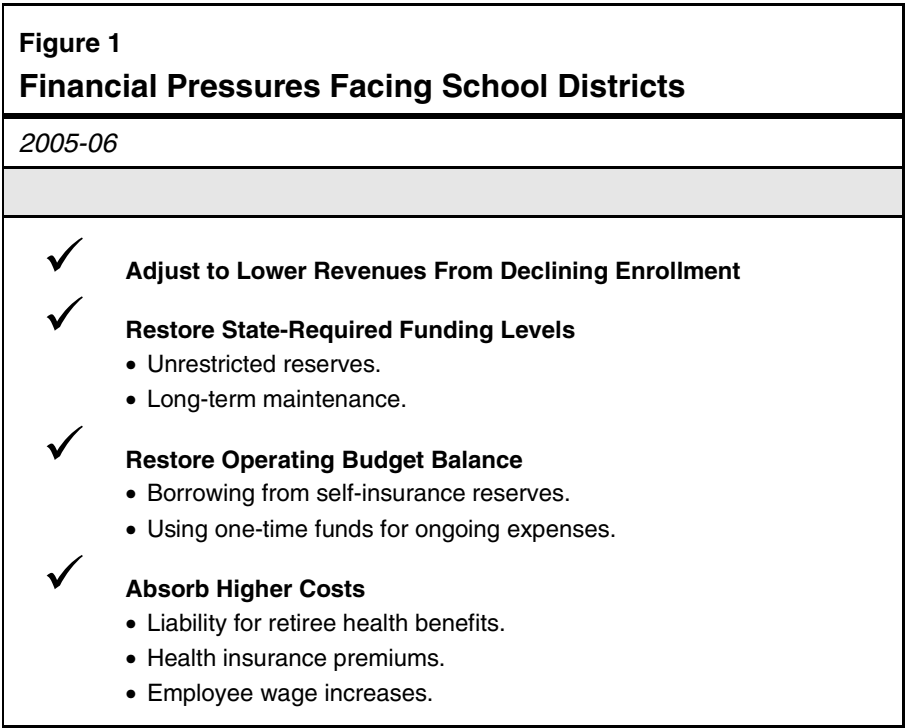 Figure 1
Financial Pressures Facing School Districts
2005-06
✓ Adjust to Lower Revenues From Declining Enrollment
✓ Restore State-Required Funding Levels
• Unrestricted reserves.
• Long-term maintenance.
✓ Restore Operating Budget Balance
• Borrowing from self-insurance reserves.
• Using one-time funds for ongoing expenses.
✓ Absorb Higher Costs
• Liability for retiree health benefits.
• Health insurance premiums.
• Employee wage increases.